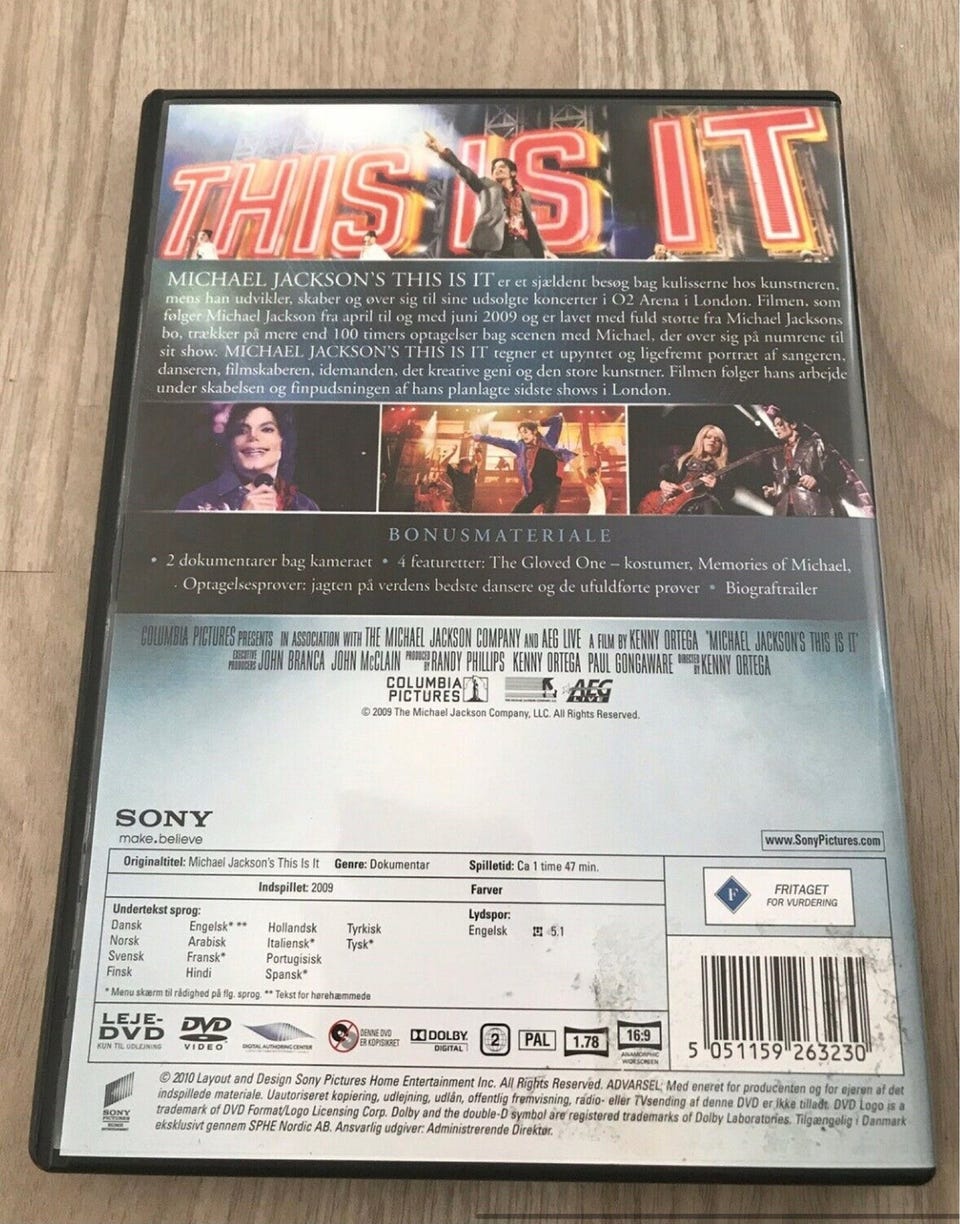 THIS IS IT
MICHAEL JACKSON'S THIS IS IT er et sjældent besøg bag kulisserne hos kunstneren,
mens han udvikler, skaber og øver sig til sine udsolgte koncerter i O2 Arena i London. Filmen, som
følger Michael Jackson fra april til og med juni 2009 og er lavet med fuld støtte fra Michael Jacksons
bo, trækker på mere end 100 timers optagelser bag scenen med Michael, der øver sig på numrene til
sit show. MICHAEL JACKSON'S THIS IS IT tegner et upyntet og ligefremt portræt af sangeren,
danseren, filmskaberen, idemanden, det kreative geni og den store kunstner. Filmen følger hans arbejde
under skabelsen og finpudsningen af hans planlagte sidste shows i London.
BONUSMATERIALE
• 2 dokumentarer bag kameraet • 4 featuretter: The Gloved One – kostumer, Memories of Michael,
Optagelsesprøver: jagten på verdens bedste dansere og de ufuldførte prøver • Biograftrailer
COLUMBIA PICTURES PRESENTS IN ASSOCIATION WITH THE MICHAEL JACKSON COMPANY AND AEG LIVE A FILM BY KENNY ORTEGA "MICHAEL JACKSON'S THIS IS IT"
EXECUTIVE PRODUCERS JOHN BRANCA JOHN McCLAIN PRODUCED BY RANDY PHILLIPS KENNY ORTEGA PAUL GONGAWARE DIRECTED BY KENNY ORTEGA
COLUMBIA PICTURES AEG
© 2009 The Michael Jackson Company, LLC. All Rights Reserved.
SONY
make.believe
www.SonyPictures.com
Originaltitel: Michael Jackson's This Is It Genre: Dokumentar Spilletid: Ca 1 time 47 min.
Indspillet: 2009 Farver
F FRITAGET
FOR VURDERING
Undertekst sprog: Lydspor:
Dansk Engelsk* ** Hollandsk Tyrkisk Engelsk 5.1
Norsk Arabisk Italiensk* Tysk*
Svensk Fransk* Portugisisk
Finsk Hindi Spansk*
* Menu skærm til rådighed på flg. sprog. ** Tekst for hørehæmmede
LEJE-
DVD
KUN TIL UDLEJNING
DVD
VIDEO
DIGITAL AUTHORING CENTER
DENNE DVD
ER KOPISIKRET
DOLBY
DIGITAL
2
PAL
1.78
16:9
ANAMORPHIC
WIDESCREEN
5 051159 263230
SONY
PICTURES
© 2010 Layout and Design Sony Pictures Home Entertainment Inc. All Rights Reserved. ADVARSEL: Med eneret for producenten og for ejeren af det
indspillede materiale. Uautoriseret kopiering, udlejning, udlån, offentlig fremvisning, radio- eller TVsending af denne DVD er ikke tilladt. DVD Logo is a
trademark of DVD Format/Logo Licensing Corp. Dolby and the double-D symbol are registered trademarks of Dolby Laboratories. Tilgængelig i Danmark
eksklusivt gennem SPHE Nordic AB. Ansvarlig udgiver: Administrerende Direktør.